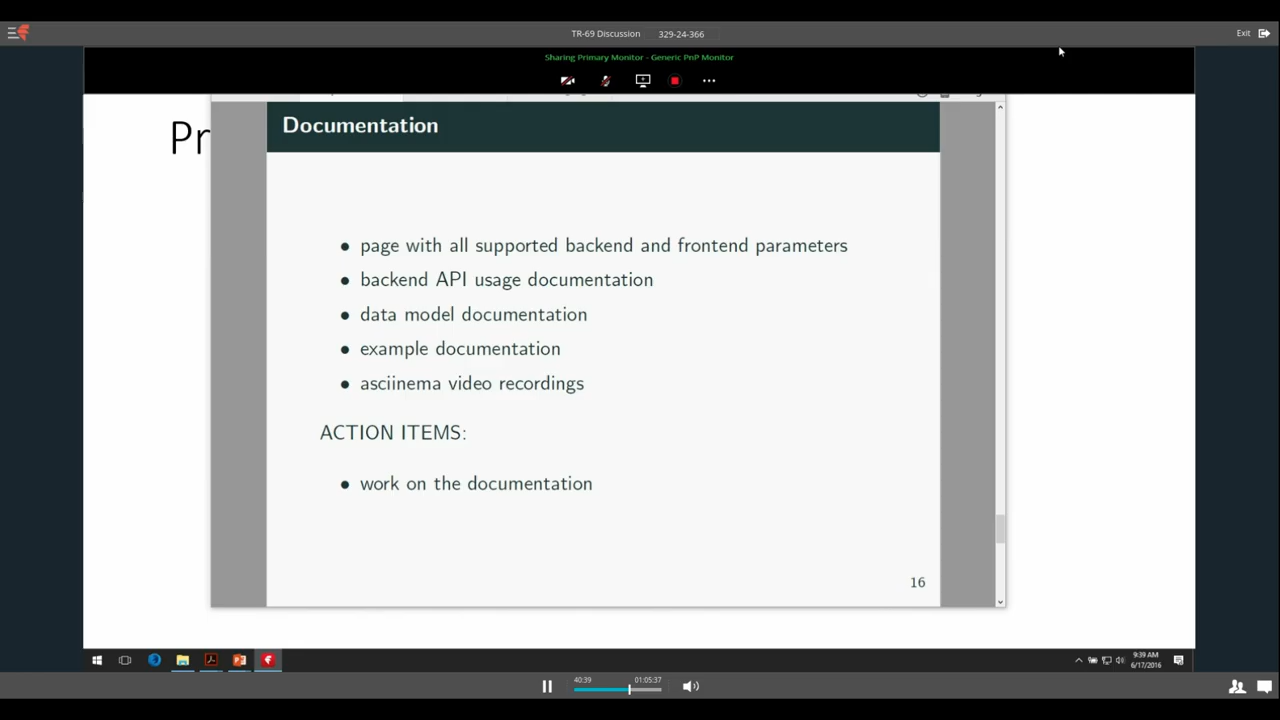 TR-69 Discussion 329-24-366
Exit
Sharing Primary Monitor - Generic PnP Monitor
Pr
Documentation
• page with all supported backend and frontend parameters
• backend API usage documentation
• data model documentation
• example documentation
• asciinema video recordings
ACTION ITEMS:
• work on the documentation
16
9:39 AM
6/17/2016
40:39 01:05:37